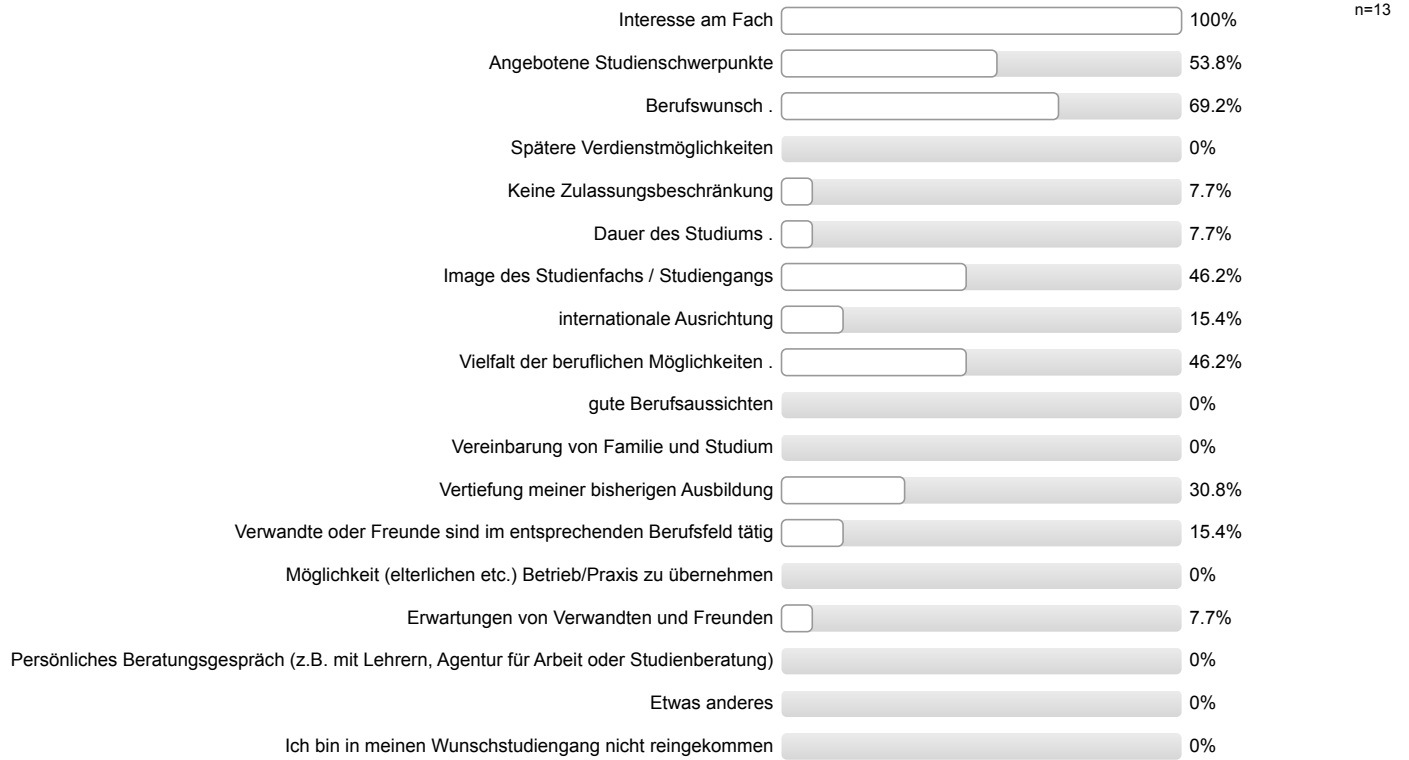 Interesse am Fach 100% n=13
Angebotene Studienschwerpunkte 53.8%
Berufswunsch . 69.2%
Spätere Verdienstmöglichkeiten 0%
Keine Zulassungsbeschränkung 7.7%
Dauer des Studiums . 7.7%
Image des Studienfachs / Studiengangs 46.2%
internationale Ausrichtung 15.4%
Vielfalt der beruflichen Möglichkeiten . 46.2%
gute Berufsaussichten 0%
Vereinbarung von Familie und Studium 0%
Vertiefung meiner bisherigen Ausbildung 30.8%
Verwandte oder Freunde sind im entsprechenden Berufsfeld tätig 15.4%
Möglichkeit (elterlichen etc.) Betrieb/Praxis zu übernehmen 0%
Erwartungen von Verwandten und Freunden 7.7%
Persönliches Beratungsgespräch (z.B. mit Lehrern, Agentur für Arbeit oder Studienberatung) 0%
Etwas anderes 0%
Ich bin in meinen Wunschstudiengang nicht reingekommen 0%